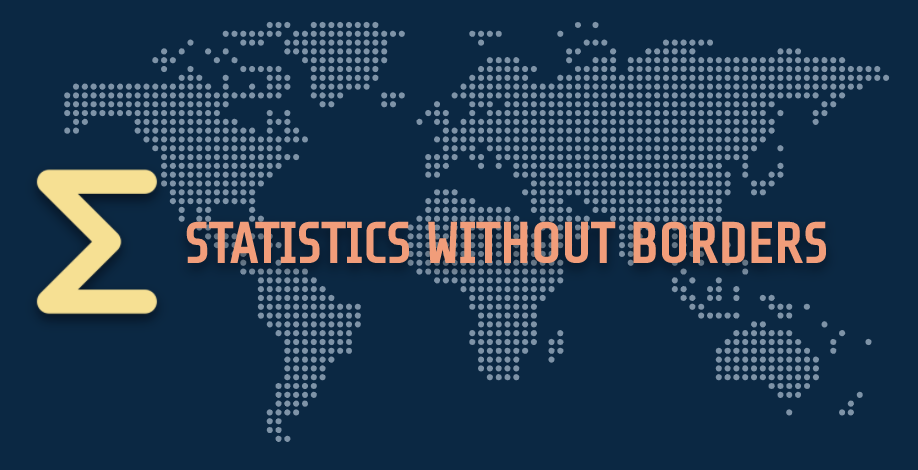 Σ STATISTICS WITHOUT BORDERS